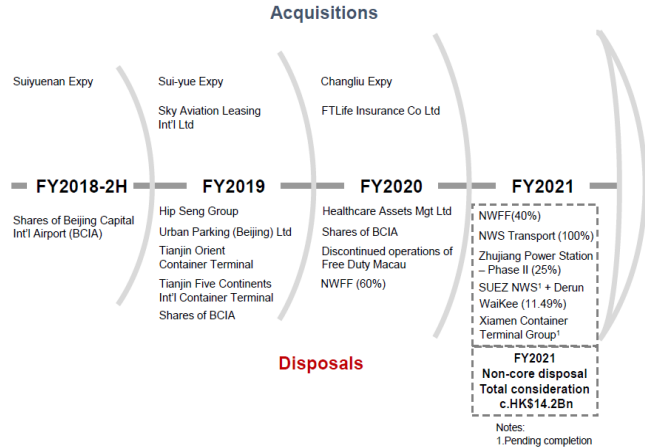 Acquisitions
Suiyuenan Expy
Sui-yue Expy
Sky Aviation Leasing
Int'l Ltd
Changliu Expy
FTLife Insurance Co Ltd
FY2018-2H
FY2019
FY2020
FY2021
Shares of Beijing Capital
Int'l Airport (BCIA)
Hip Seng Group
Urban Parking (Beijing) Ltd
Tianjin Orient
Container Terminal
Tianjin Five Continents
Int'l Container Terminal
Shares of BCIA
Healthcare Assets Mgt Ltd
Shares of BCIA
Discontinued operations of
Free Duty Macau
NWFF (60%)
NWFF(40%)
NWS Transport (100%)
Zhujiang Power Station
– Phase II (25%)
SUEZ NWS¹ + Derun
WaiKee (11.49%)
Xiamen Container
Terminal Group¹
Disposals
FY2021
Non-core disposal
Total consideration
c.HK$14.2Bn
Notes:
1.Pending completion